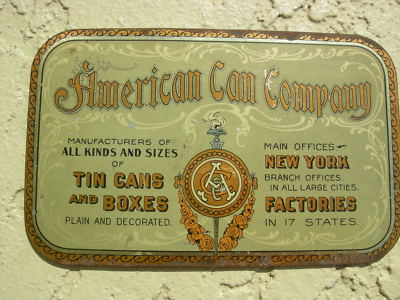 American Can Company
MANUFACTURERS OF
ALL KINDS AND SIZES
OF
TIN CANS
AND BOXES
PLAIN AND DECORATED.
MAIN OFFICES
NEW YORK
BRANCH OFFICES,
IN ALL LARGE CITIES.
FACTORIES
IN 17 STATES.